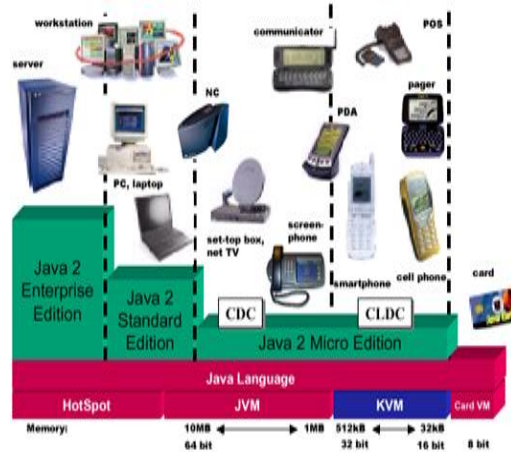 workstation
communicator
POS
server
NC
pager
PDA
PC, laptop
set-top box,
net TV
screen-
phone
smartphone
cell phone
card
Java 2
Enterprise
Edition
Java 2
Standard
Edition
CDC
CLDC
Java 2 Micro Edition
Java Language
HotSpot
JVM
KVM
Card VM
Memory:
10MB
1MB
512kB
32kB
64 bit
32 bit
16 bit
8 bit